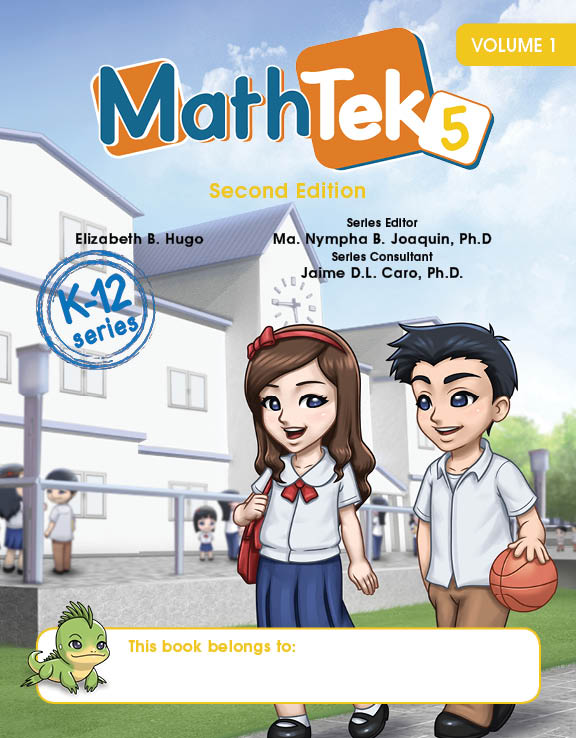 VOLUME 1
MathTek 5
Second Edition
Elizabeth B. Hugo
Series Editor
Ma. Nympha B. Joaquin, Ph.D
Series Consultant
Jaime D.L. Caro, Ph.D.
K-12
series
This book belongs to: